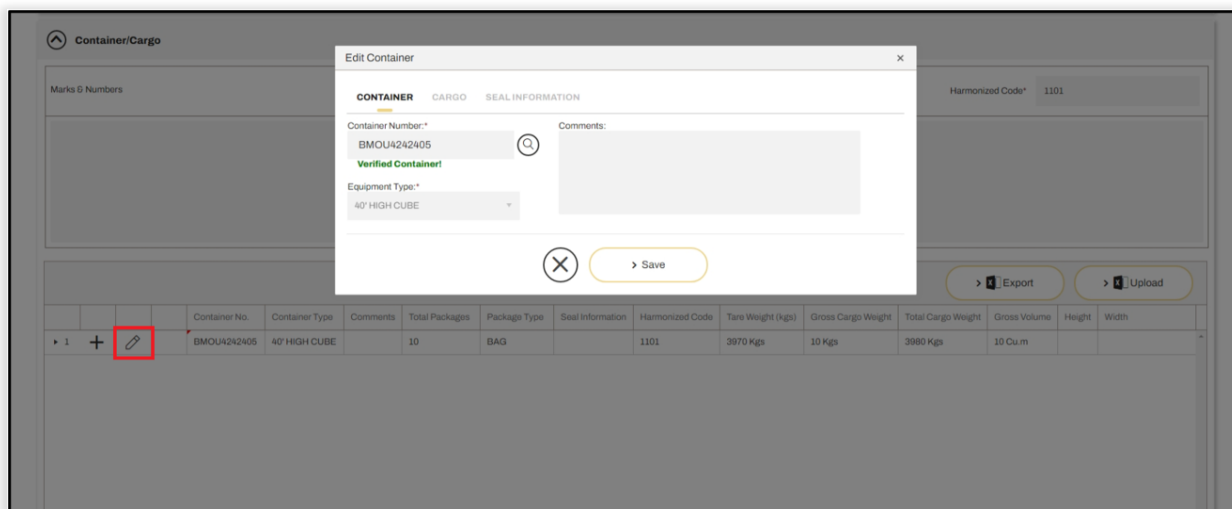 Container/Cargo
Marks & Numbers
Harmonized Code* 1101
Edit Container ×
CONTAINER CARGO SEAL INFORMATION
Container Number:* Comments:
BMOU4242405
Verified Container!
Equipment Type:*
40' HIGH CUBE
> Save
> Export > Upload
Container No. Container Type Comments Total Packages Package Type Seal Information Harmonized Code Tare Weight (kgs) Gross Cargo Weight Total Cargo Weight Gross Volume Height Width
1 + BMOU4242405 40' HIGH CUBE 10 BAG 1101 3970 Kgs 10 Kgs 3980 Kgs 10 Cu.m